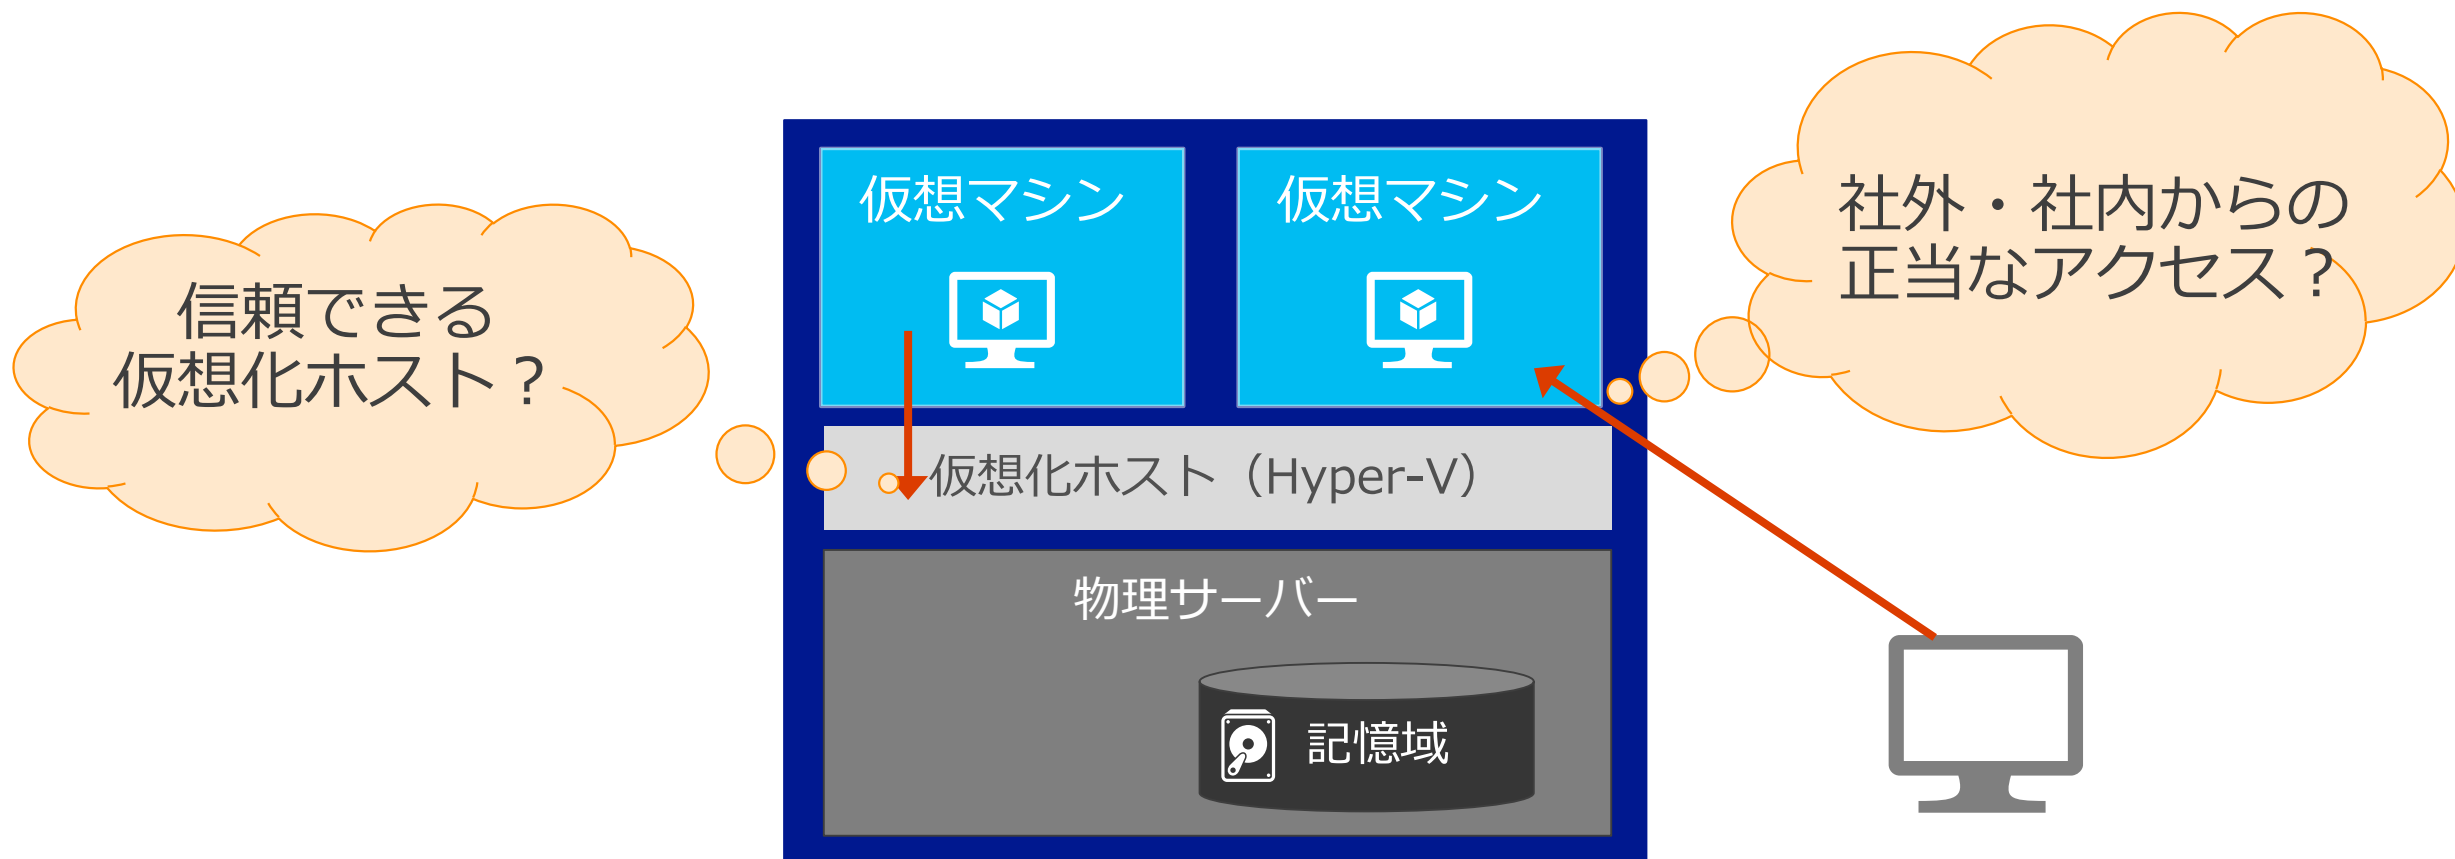 社外・社内からの
正当なアクセス？
仮想マシン
仮想マシン
信頼できる
仮想化ホスト？
仮想化ホスト（Hyper-V）
物理サーバー
記憶域